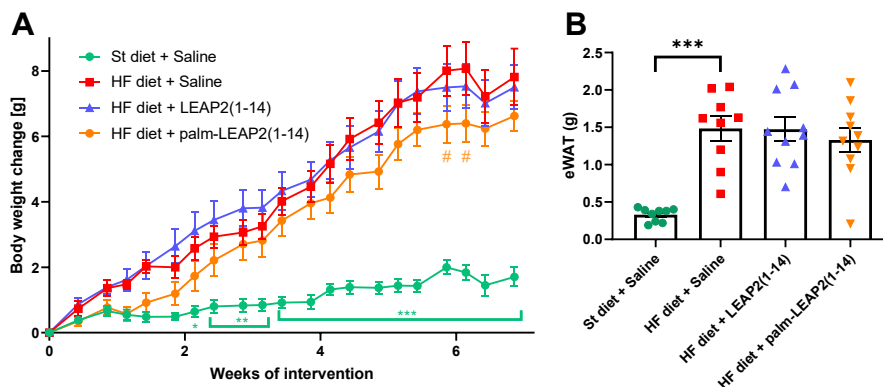 A
Body weight change [g]
8
6
4
2
0
St diet + Saline
HF diet + Saline
HF diet + LEAP2(1-14)
HF diet + palm-LEAP2(1-14)
# #
* ** ***
0 2 4 6
Weeks of intervention
B
eWAT (g)
2.5
2.0
1.5
1.0
0.5
0.0
***
St diet + Saline
HF diet + Saline
HF diet + LEAP2(1-14)
HF diet + palm-LEAP2(1-14)